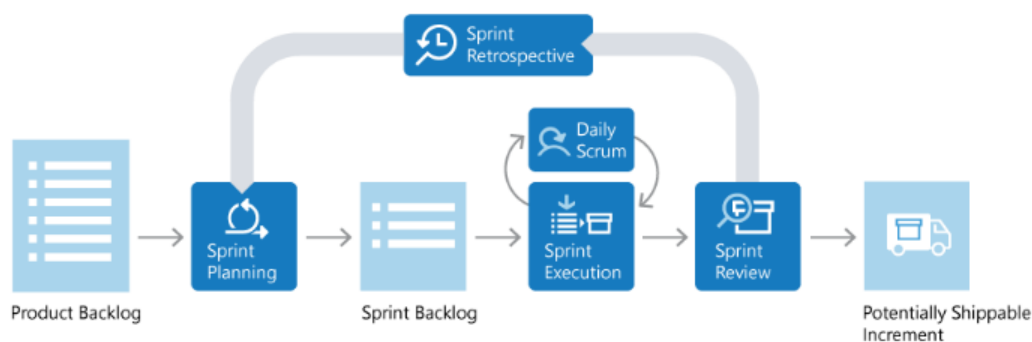 Sprint
Retrospective
Daily
Scrum
Sprint
Planning
Sprint
Execution
Sprint
Review
Product Backlog
Sprint Backlog
Potentially Shippable
Increment